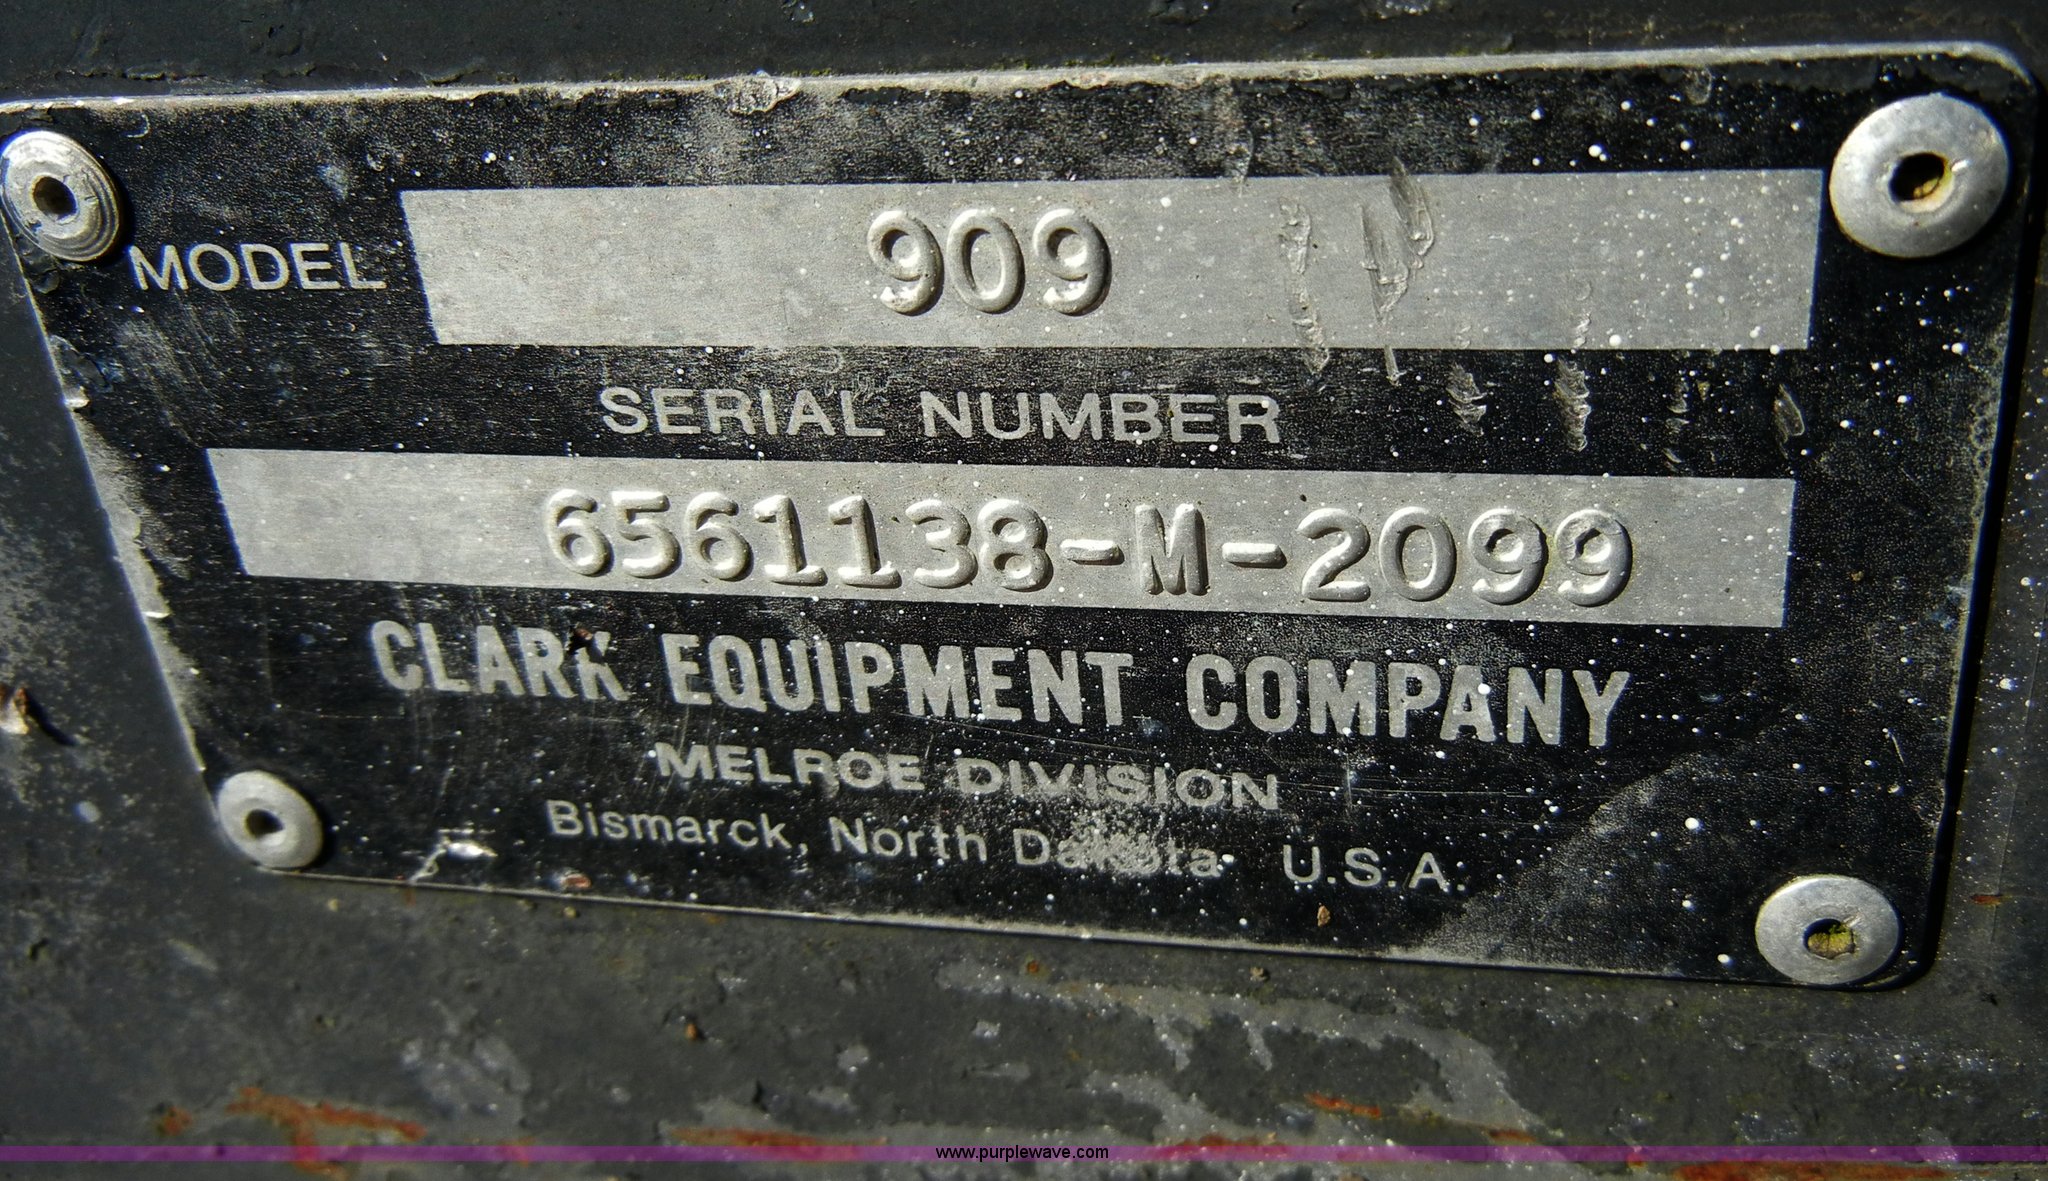 MODEL 909
SERIAL NUMBER
6561138-M-2099
CLARK EQUIPMENT COMPANY
MELROE DIVISION
Bismarck, North Dakota U.S.A.
www.purplewave.com